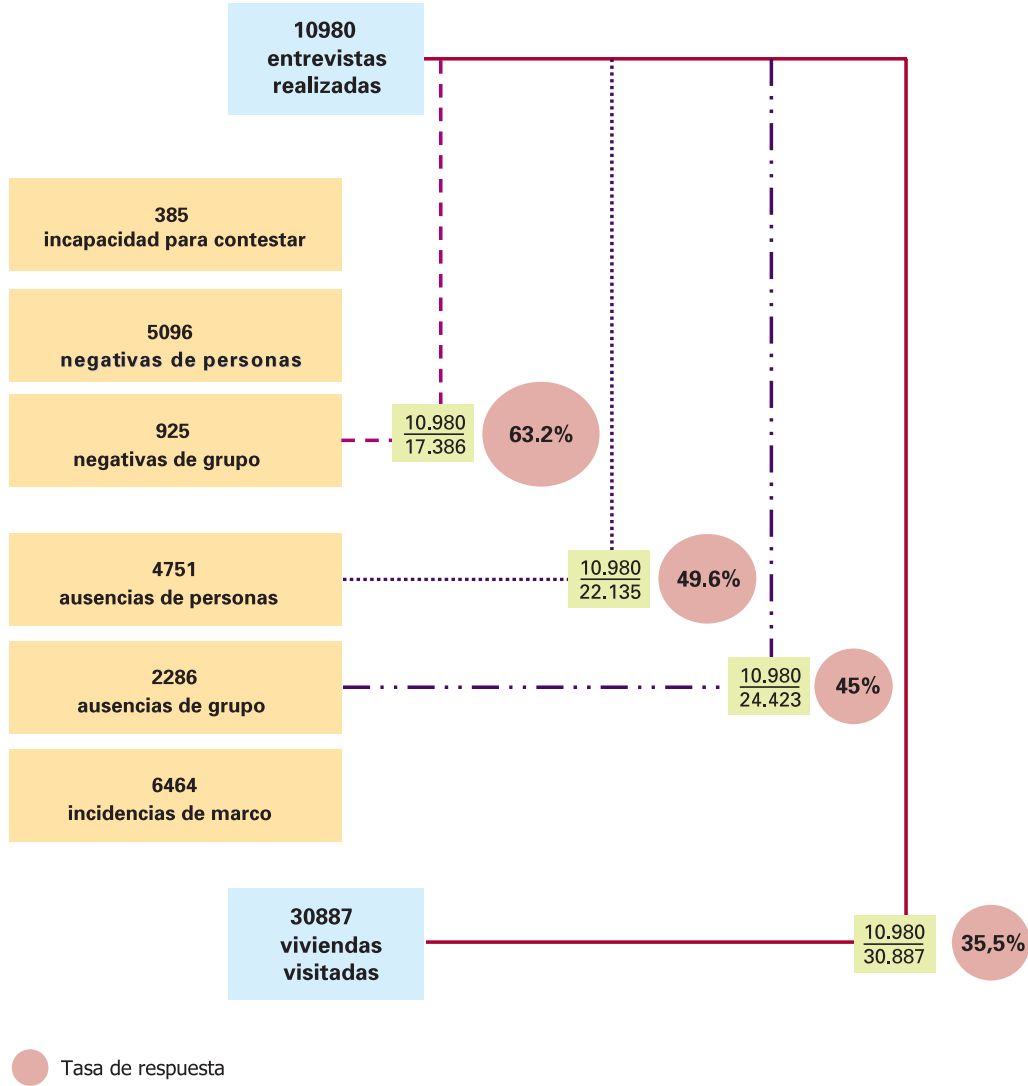 10980
entrevistas
realizadas
385
incapacidad para contestar
5096
negativas de personas
925
negativas de grupo
10.980
17.386
63.2%
4751
ausencias de personas
10.980
22.135
49.6%
2286
ausencias de grupo
10.980
24.423
45%
6464
incidencias de marco
30887
viviendas
visitadas
10.980
30.887
35,5%
Tasa de respuesta